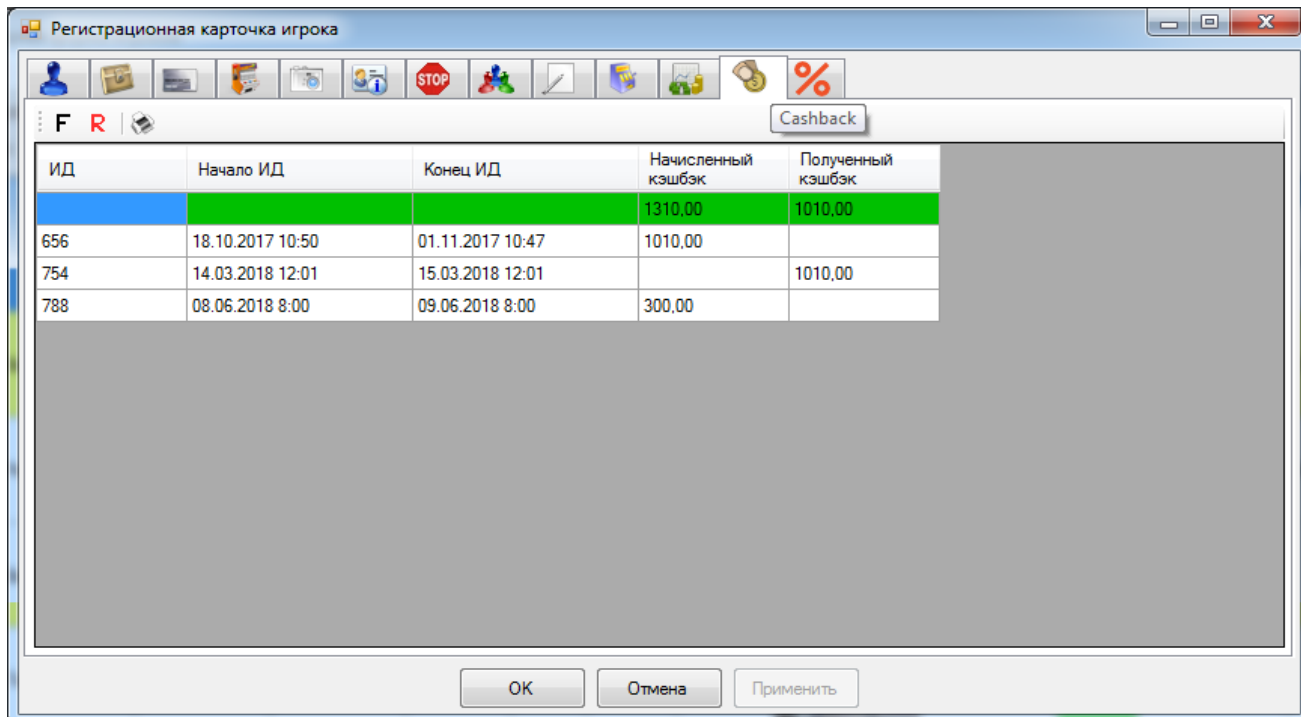 Регистрационная карточка игрока
STOP
%
Cashback
F R
ИД Начало ИД Конец ИД Начисленный кэшбэк Полученный кэшбэк
1310,00 1010,00
656 18.10.2017 10:50 01.11.2017 10:47 1010,00
754 14.03.2018 12:01 15.03.2018 12:01 1010,00
788 08.06.2018 8:00 09.06.2018 8:00 300,00
OK Отмена Применить